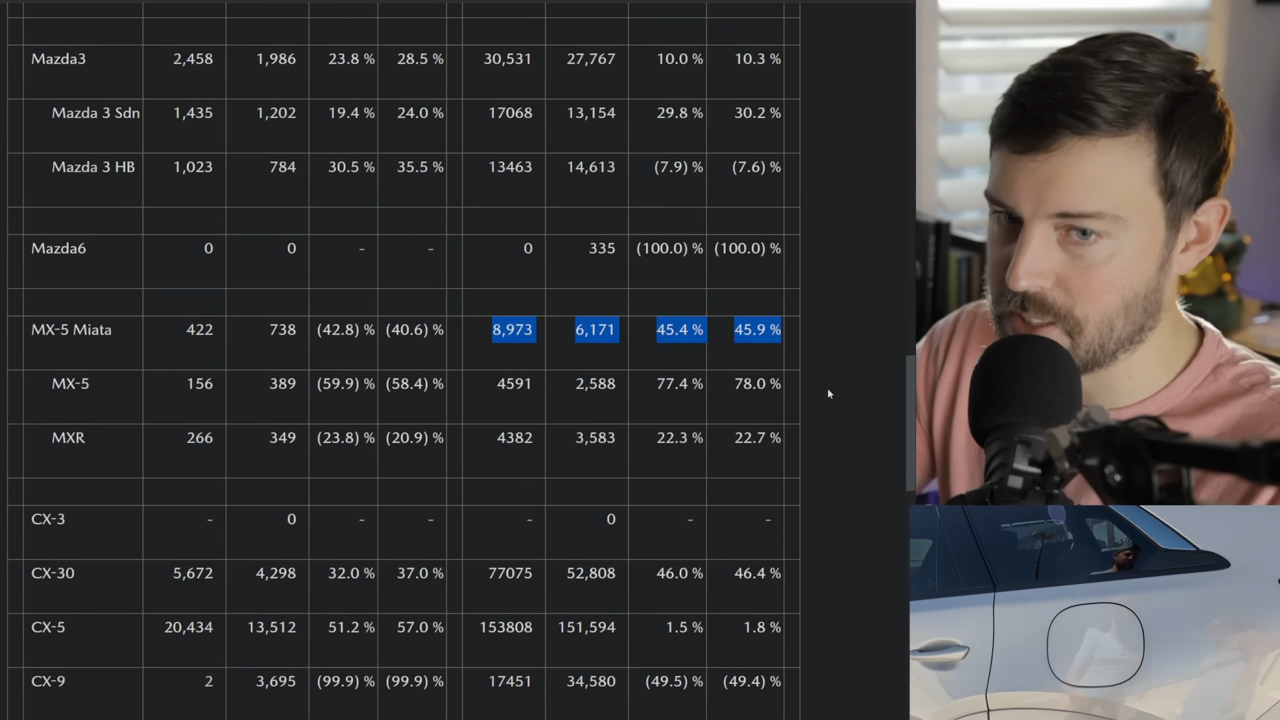 Mazda3 2,458 1,986 23.8 % 28.5 % 30,531 27,767 10.0 % 10.3 %
Mazda 3 Sdn 1,435 1,202 19.4 % 24.0 % 17068 13,154 29.8 % 30.2 %
Mazda 3 HB 1,023 784 30.5 % 35.5 % 13463 14,613 (7.9) % (7.6) %
Mazda6 0 0 - - 0 335 (100.0) % (100.0) %
MX-5 Miata 422 738 (42.8) % (40.6) % 8,973 6,171 45.4 % 45.9 %
MX-5 156 389 (59.9) % (58.4) % 4591 2,588 77.4 % 78.0 %
MXR 266 349 (23.8) % (20.9) % 4382 3,583 22.3 % 22.7 %
CX-3 - 0 - - - 0 - -
CX-30 5,672 4,298 32.0 % 37.0 % 77075 52,808 46.0 % 46.4 %
CX-5 20,434 13,512 51.2 % 57.0 % 153808 151,594 1.5 % 1.8 %
CX-9 2 3,695 (99.9) % (99.9) % 17451 34,580 (49.5) % (49.4) %